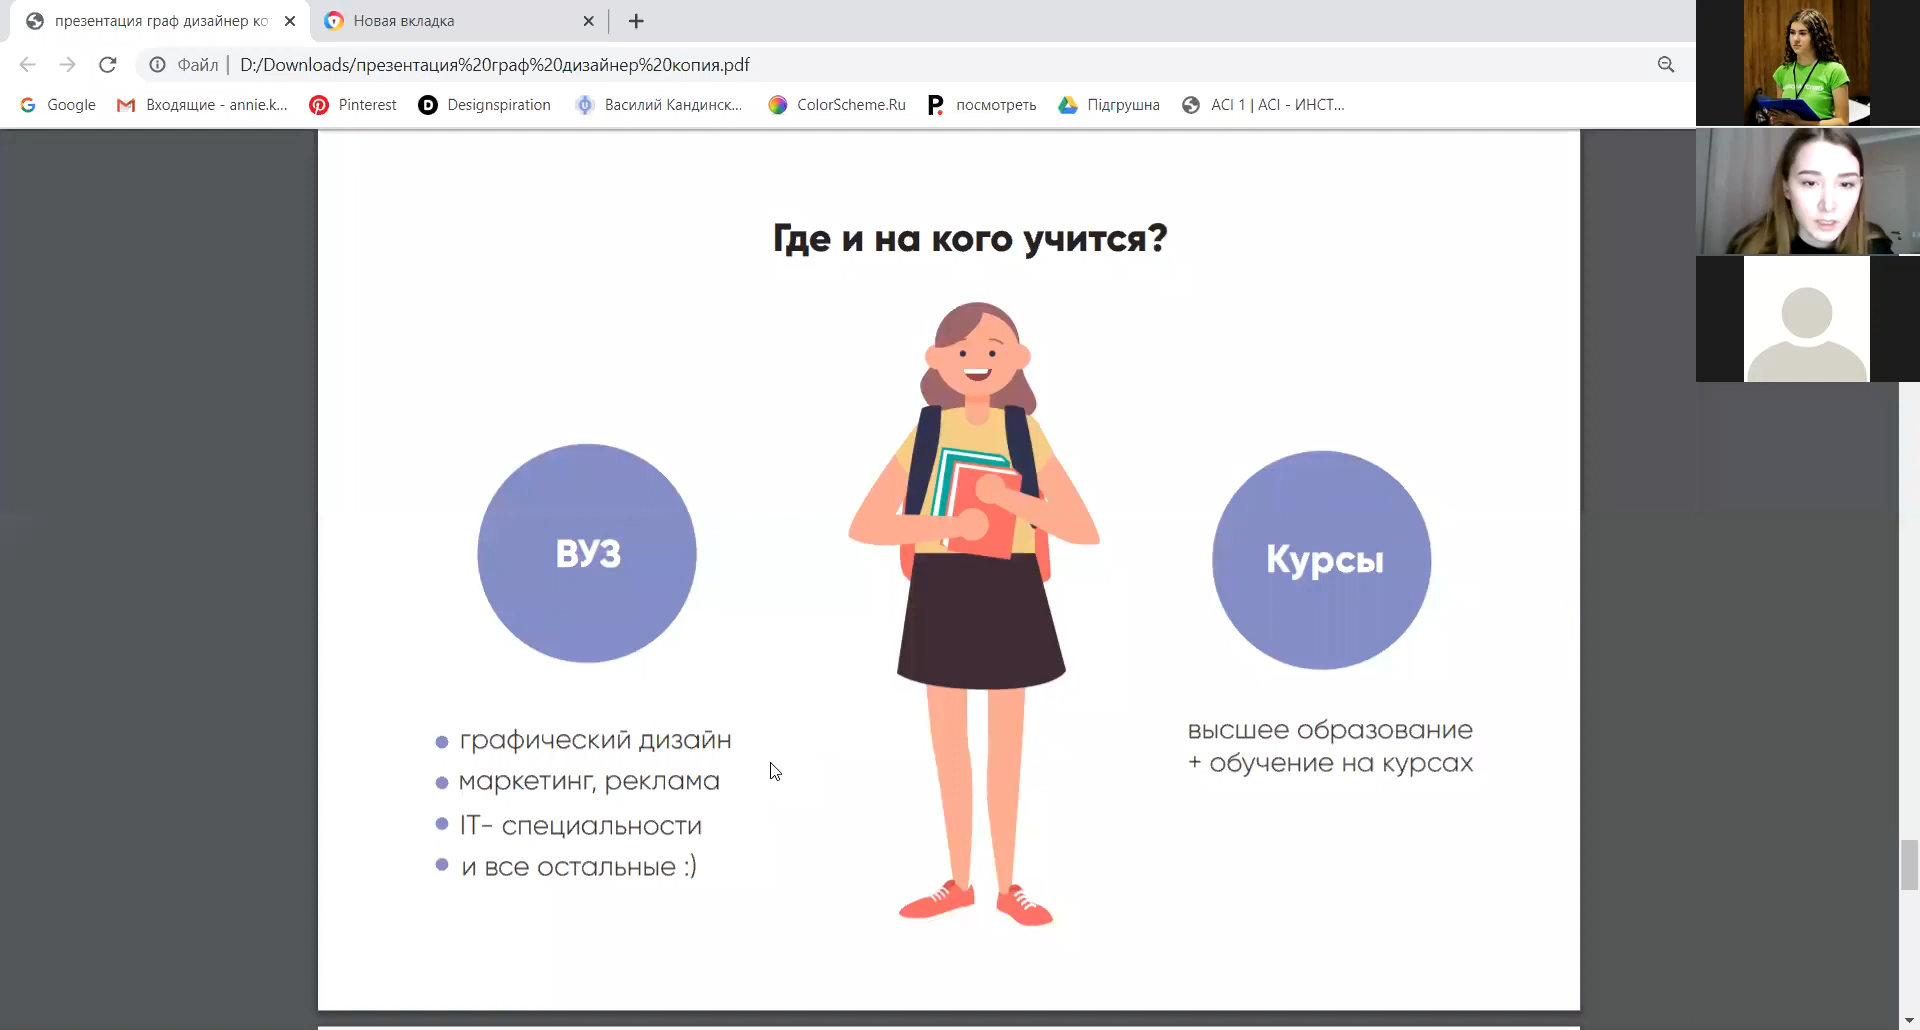 презентация граф дизайнер ко
Новая вкладка
Файл
D:/Downloads/презентация%20граф%20дизайнер%20копия.pdf
Google
Входящие - annie.k...
Pinterest
Designspiration
Василий Кандинск...
ColorScheme.Ru
посмотреть
Підгрушна
ACI 1 | ACI - ИНСТ...
Где и на кого учится?
ВУЗ
Курсы
графический дизайн
маркетинг, реклама
IT- специальности
и все остальные :)
высшее образование
+ обучение на курсах